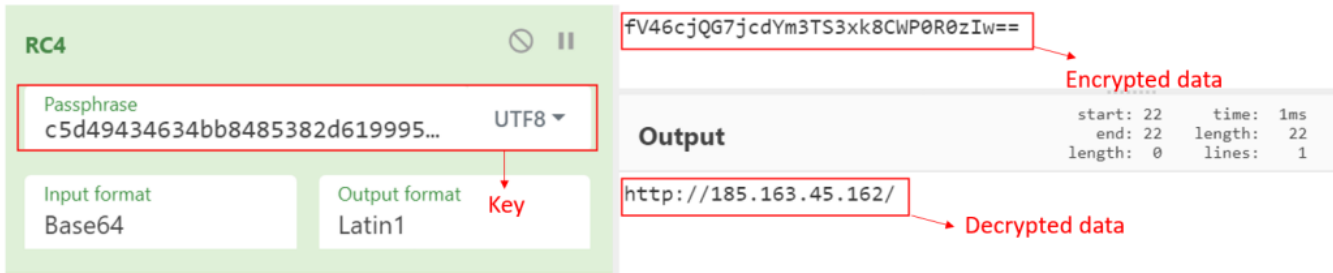 RC4
Passphrase
c5d49434634bb8485382d619995...
UTF8
Key
Input format
Base64
Output format
Latin1
fV46cjQG7jcdYm3TS3xk8CWP0R0zIw==
Encrypted data
Output
start: 22 time: 1ms
end: 22 length: 22
length: 0 lines: 1
http://185.163.45.162/
Decrypted data